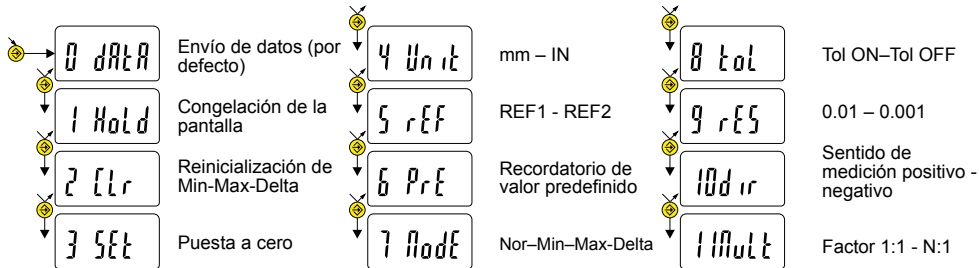 0 dAtA
Envío de datos (por
defecto)
1 Hold
Congelación de la
pantalla
2 CLr
Reinicialización de
Min-Max-Delta
3 SEt
Puesta a cero
4 Unit
mm – IN
5 rEF
REF1 - REF2
6 PrE
Recordatorio de
valor predefinido
7 ModE
Nor–Min–Max-Delta
8 tol
Tol ON–Tol OFF
9 rES
0.01 – 0.001
10dir
Sentido de
medición positivo -
negativo
11Mult
Factor 1:1 - N:1